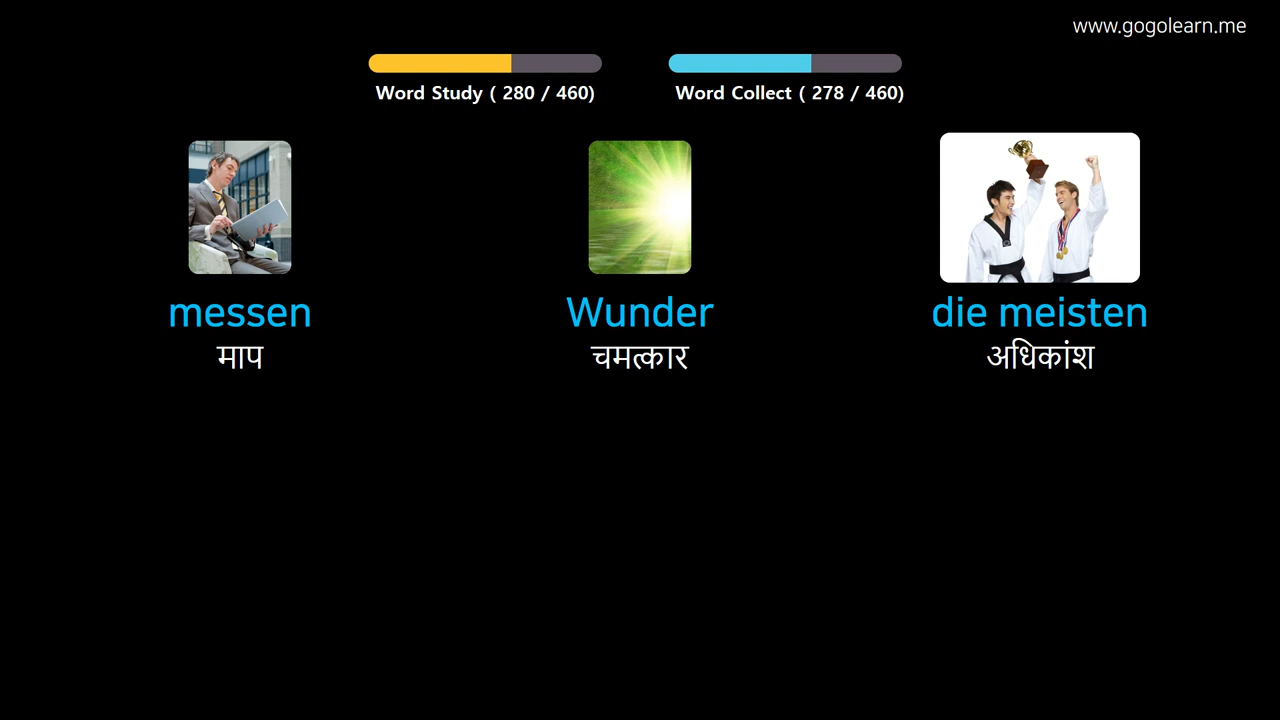 www.gogolearn.me
Word Study ( 280 / 460)
Word Collect ( 278 / 460)
messen
Wunder
die meisten
माप
चमत्कार
अधिकांश